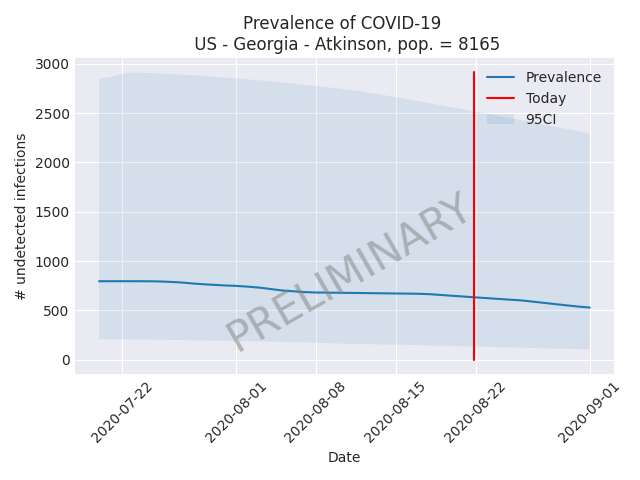 Prevalence of COVID-19
US - Georgia - Atkinson, pop. = 8165
3000
2500
2000
1500
1000
500
0
# undetected infections
Prevalence
Today
95CI
PRELIMINARY
2020-07-22
2020-08-01
2020-08-08
2020-08-15
2020-08-22
2020-09-01
Date